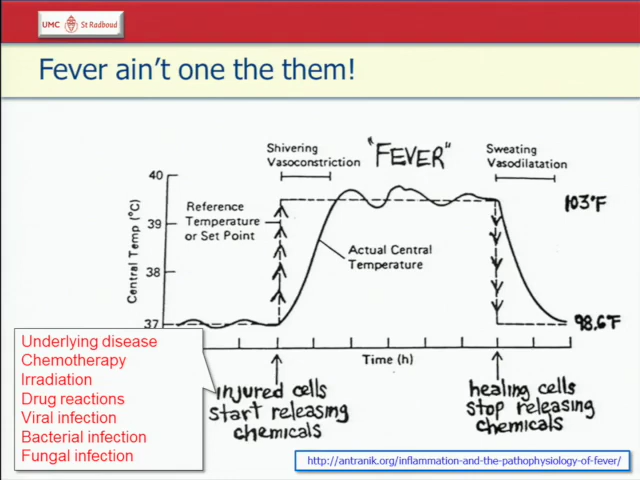 UMC St Radboud
Fever ain't one the them!
Shivering
Vasoconstriction
"FEVER"
Sweating
Vasodilatation
40
39
38
37
Central Temp (°C)
Reference
Temperature
or Set Point
Actual Central
Temperature
103°F
98.6°F
Time (h)
Underlying disease
Chemotherapy
Irradiation
Drug reactions
Viral infection
Bacterial infection
Fungal infection
injured cells
start releasing
chemicals
healing cells
stop releasing
chemicals
http://antranik.org/inflammation-and-the-pathophysiology-of-fever/